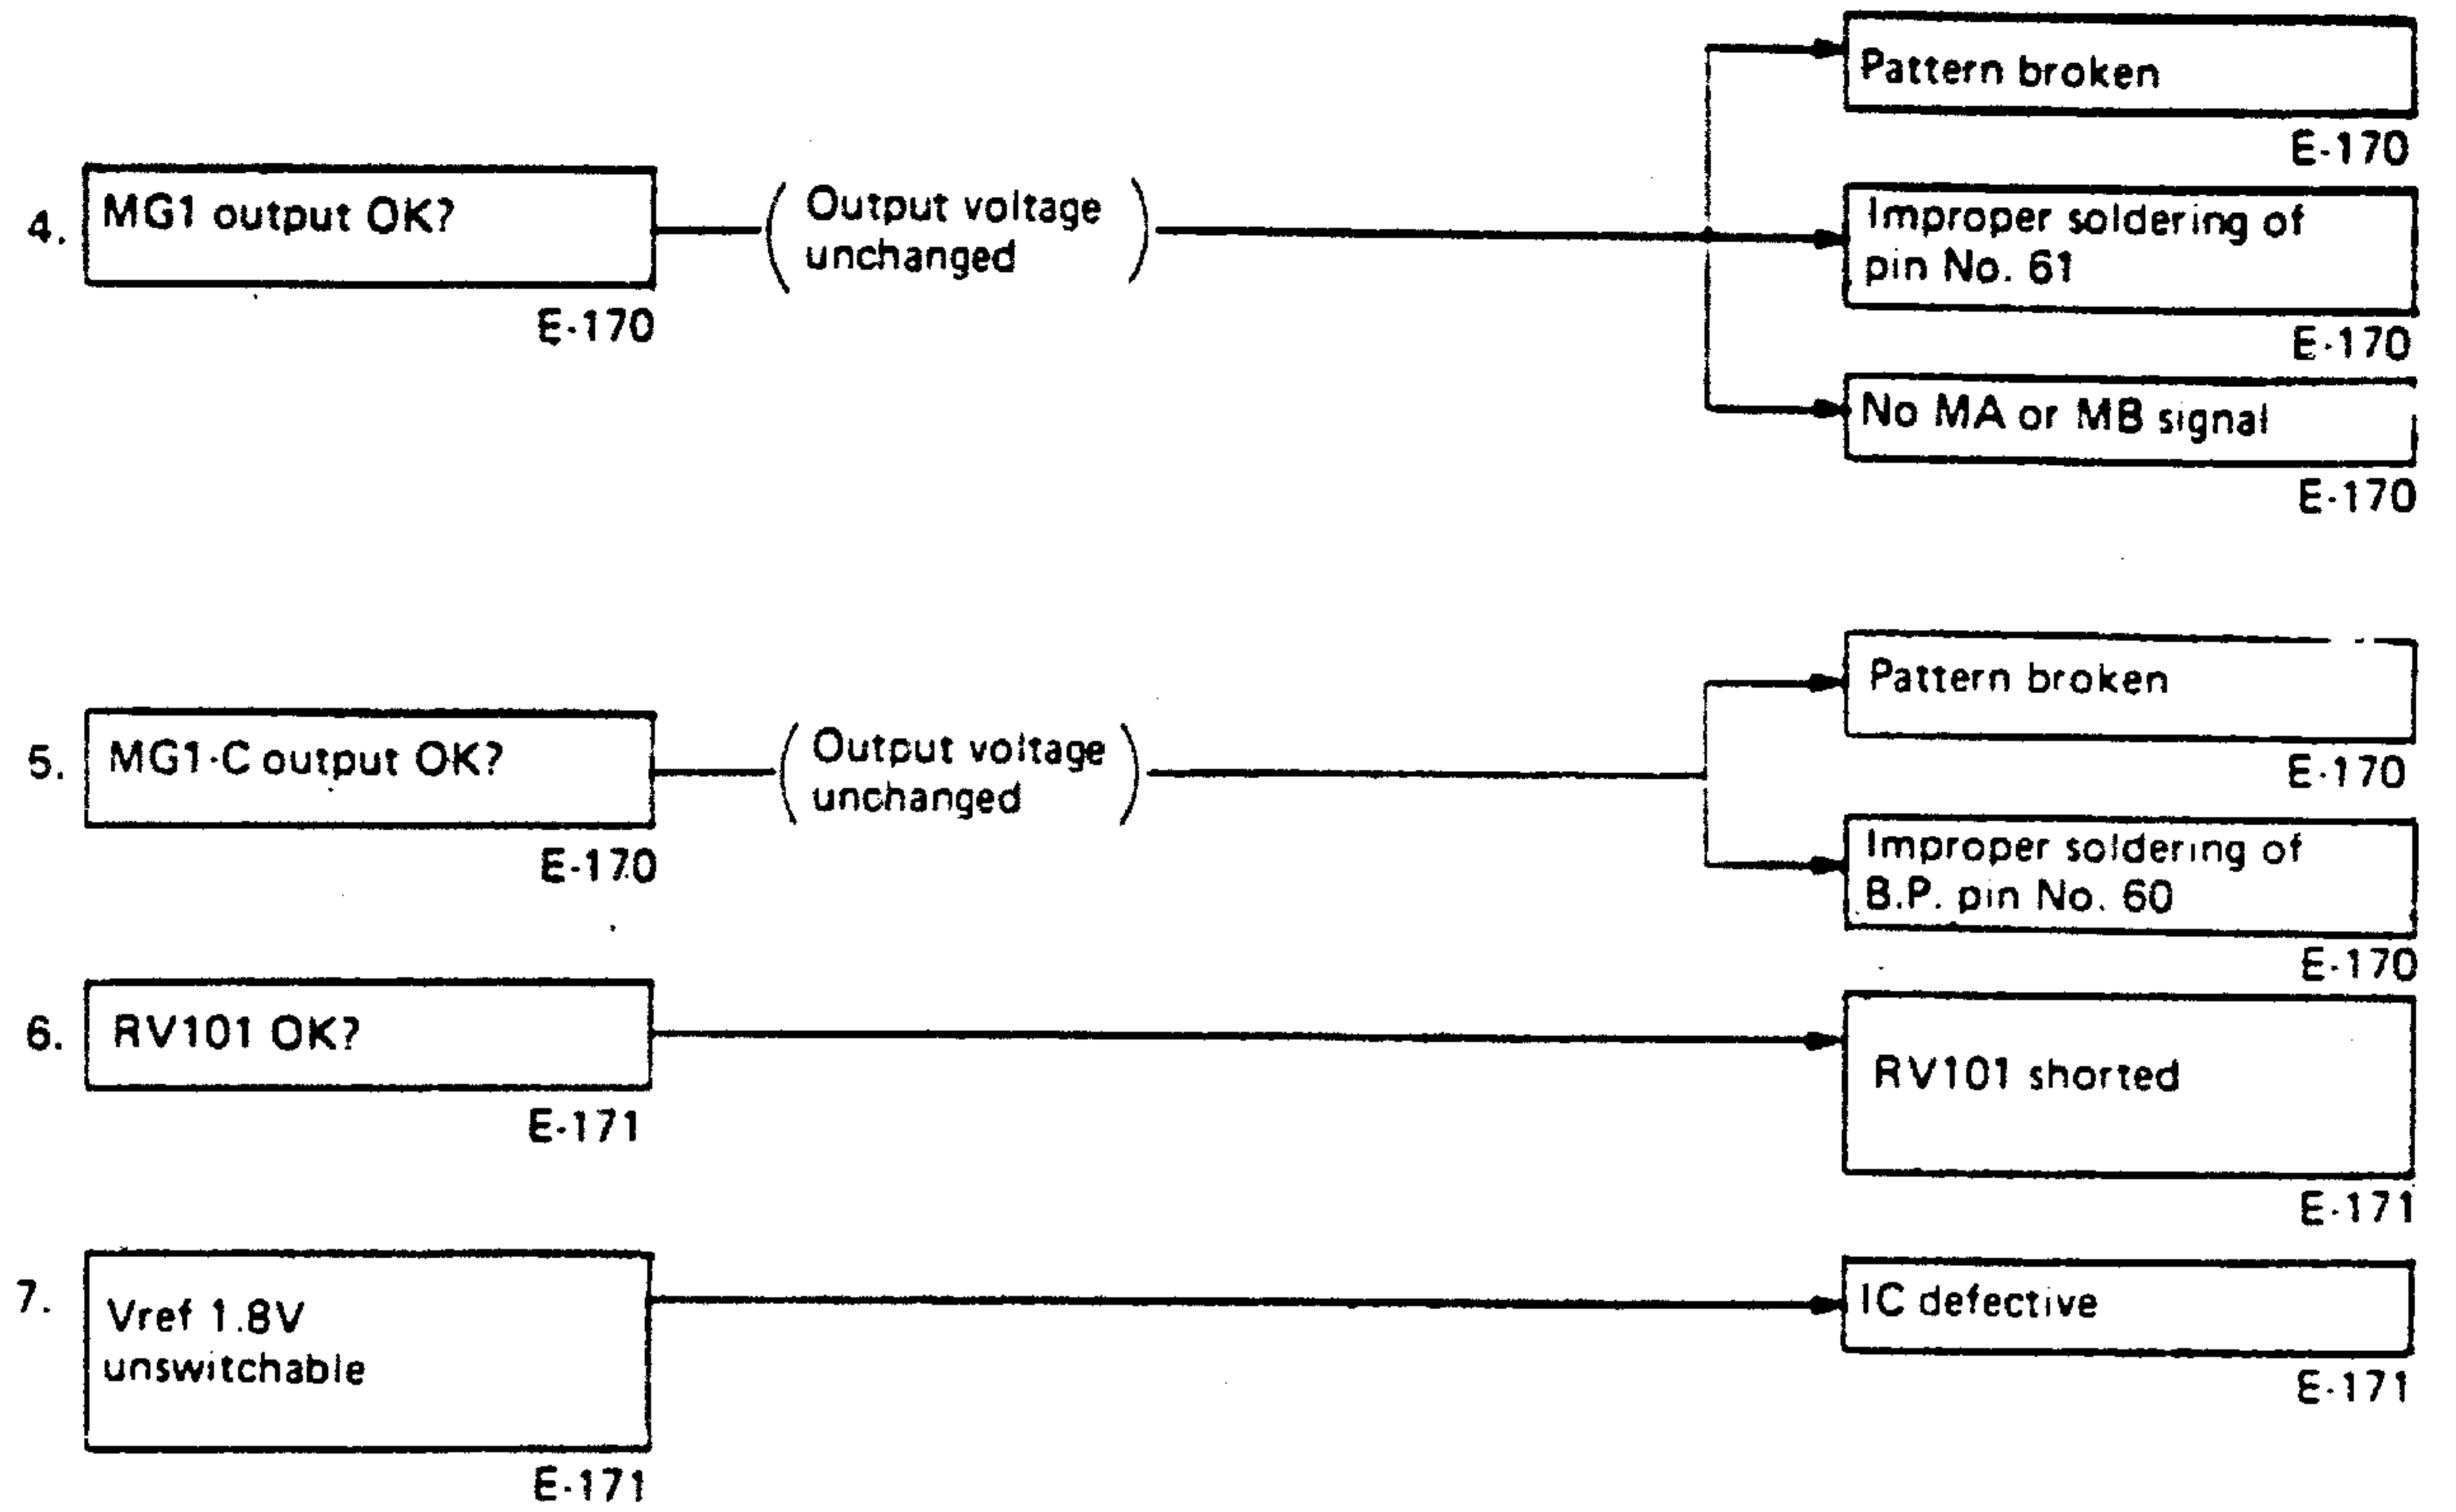 Pattern broken
E-170
4. MG1 output OK?
E-170
(Output voltage
unchanged)
Improper soldering of
pin No. 61
E-170
No MA or MB signal
E-170
5. MG1-C output OK?
E-170
(Output voltage
unchanged)
Pattern broken
E-170
Improper soldering of
B.P. pin No. 60
E-170
6. RV101 OK?
E-171
RV101 shorted
E-171
7. Vref 1.8V
unswitchable
E-171
IC defective
E-171